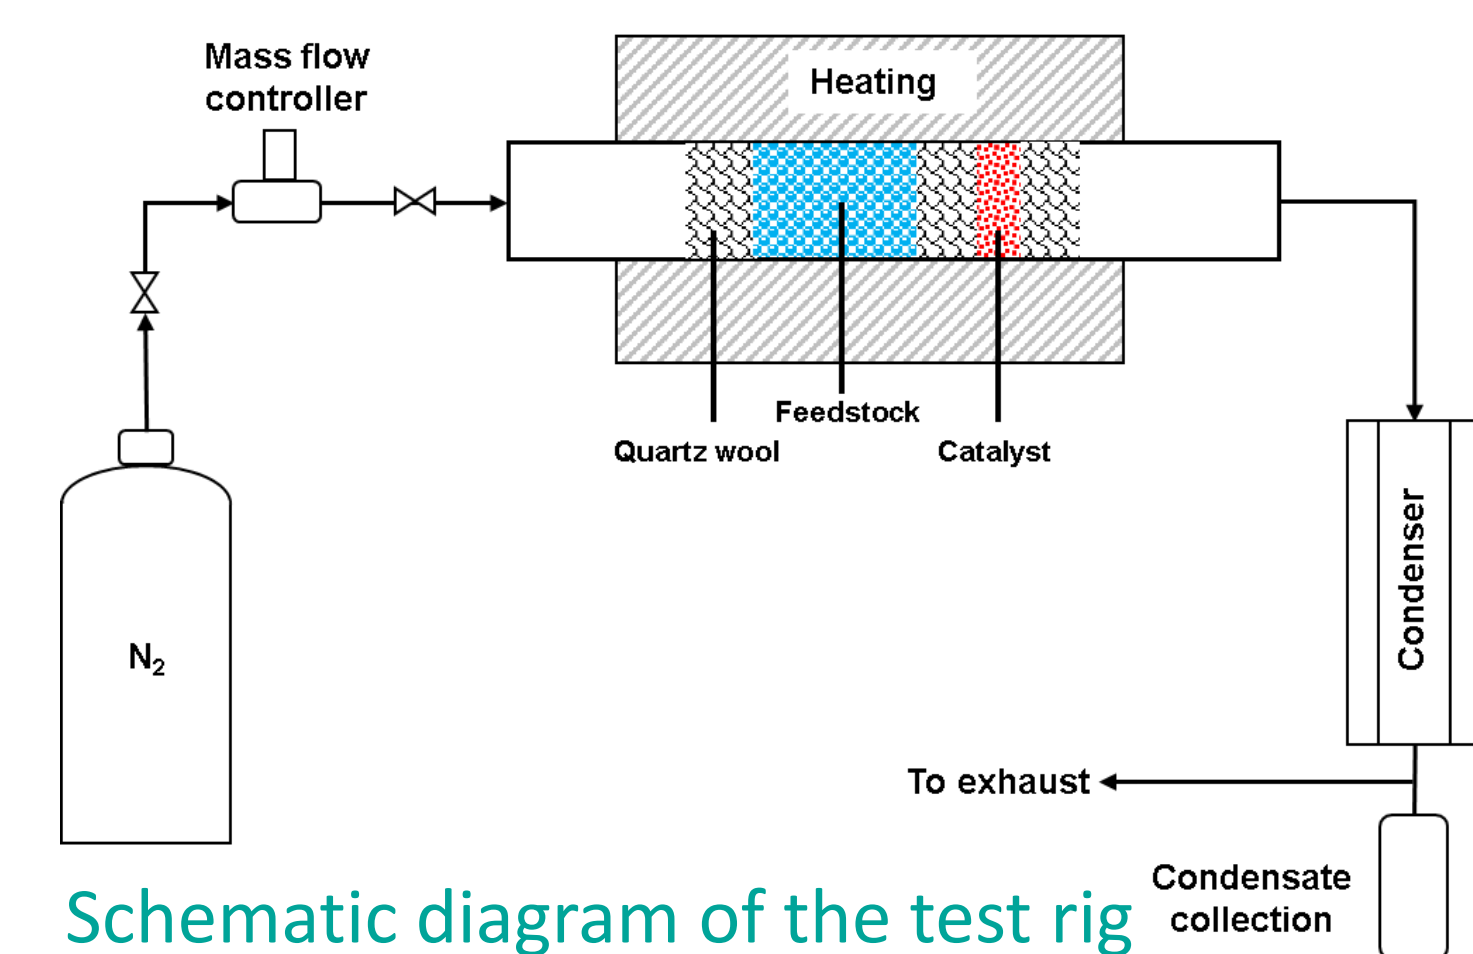 Mass flow
controller
Heating
Feedstock
Quartz wool
Catalyst
Condenser
N₂
To exhaust
Condensate
collection
Schematic diagram of the test rig